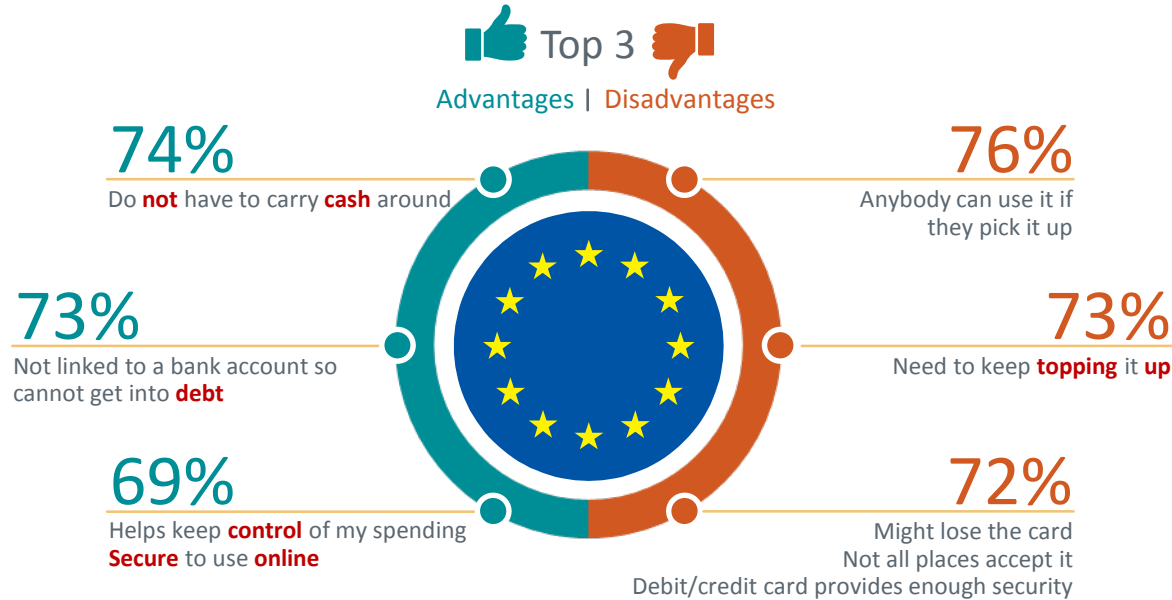 Top 3
Advantages | Disadvantages
74%
Do not have to carry cash around
73%
Not linked to a bank account so
cannot get into debt
69%
Helps keep control of my spending
Secure to use online
76%
Anybody can use it if
they pick it up
73%
Need to keep topping it up
72%
Might lose the card
Not all places accept it
Debit/credit card provides enough security